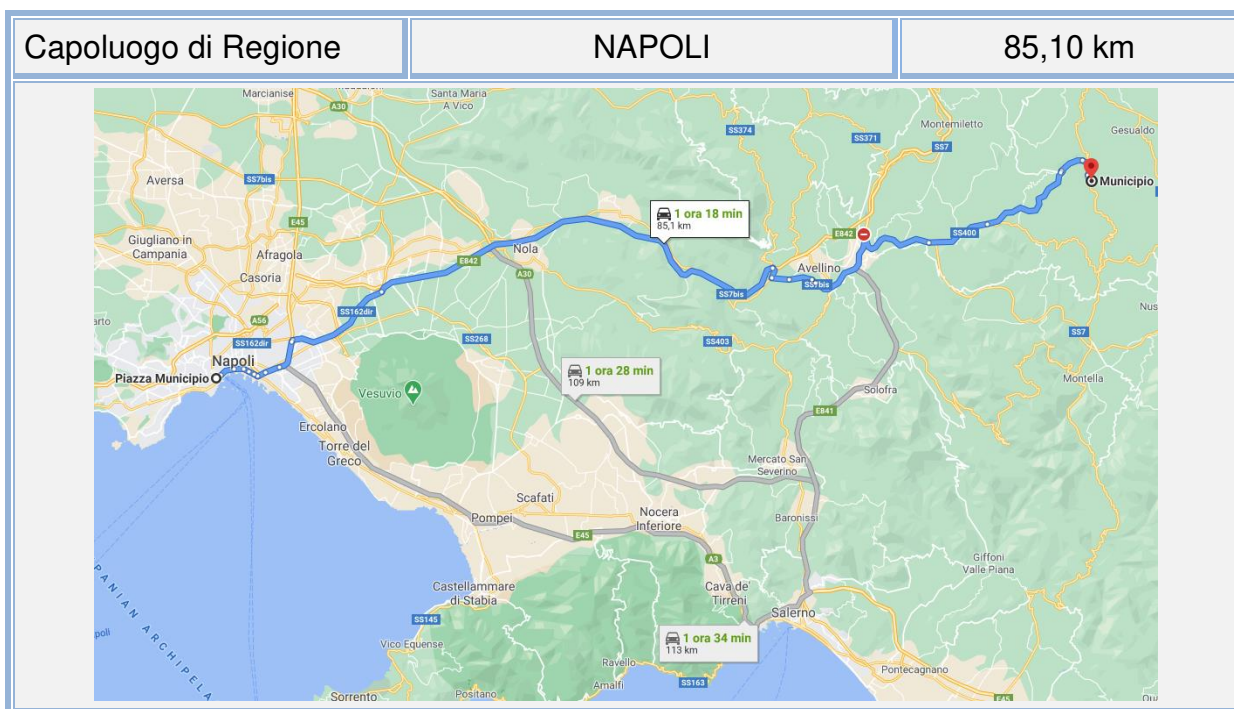 Capoluogo di Regione
NAPOLI
85,10 km
Marcianise
Santa Maria
A Vico
A30
SS374
SS371
Montemiletto
SS7
Gesualdo
Aversa
SS7bis
Municipio
E45
1 ora 18 min
85,1 km
Giugliano in
Campania
Afragola
Nola
E842
E842
SS400
Casoria
A30
Avellino
SS7bis
SS7bis
SS162dir
Nus
A56
SS162dir
SS268
SS403
SS7
Napoli
Piazza Municipio
1 ora 28 min
109 km
Montella
Vesuvio
Solofra
E841
Ercolano
Torre del
Greco
Mercato San
Severino
Scafati
Pompei
Nocera
Inferiore
Baronissi
E45
A3
Giffoni
Valle Piana
Castellammare
di Stabia
Cava de'
Tirreni
Salerno
SS145
1 ora 34 min
113 km
Vico Equense
PANIAN ARCHIPELA
Ravello
Pontecagnano
Amalfi
SS163
Sorrento
Positano
E45